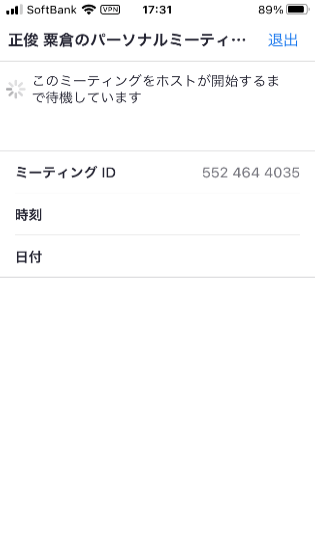 SoftBank VPN 17:31 89%
正俊 粟倉のパーソナルミーティ… 退出
このミーティングをホストが開始するま
で待機しています
ミーティング ID 552 464 4035
時刻
日付